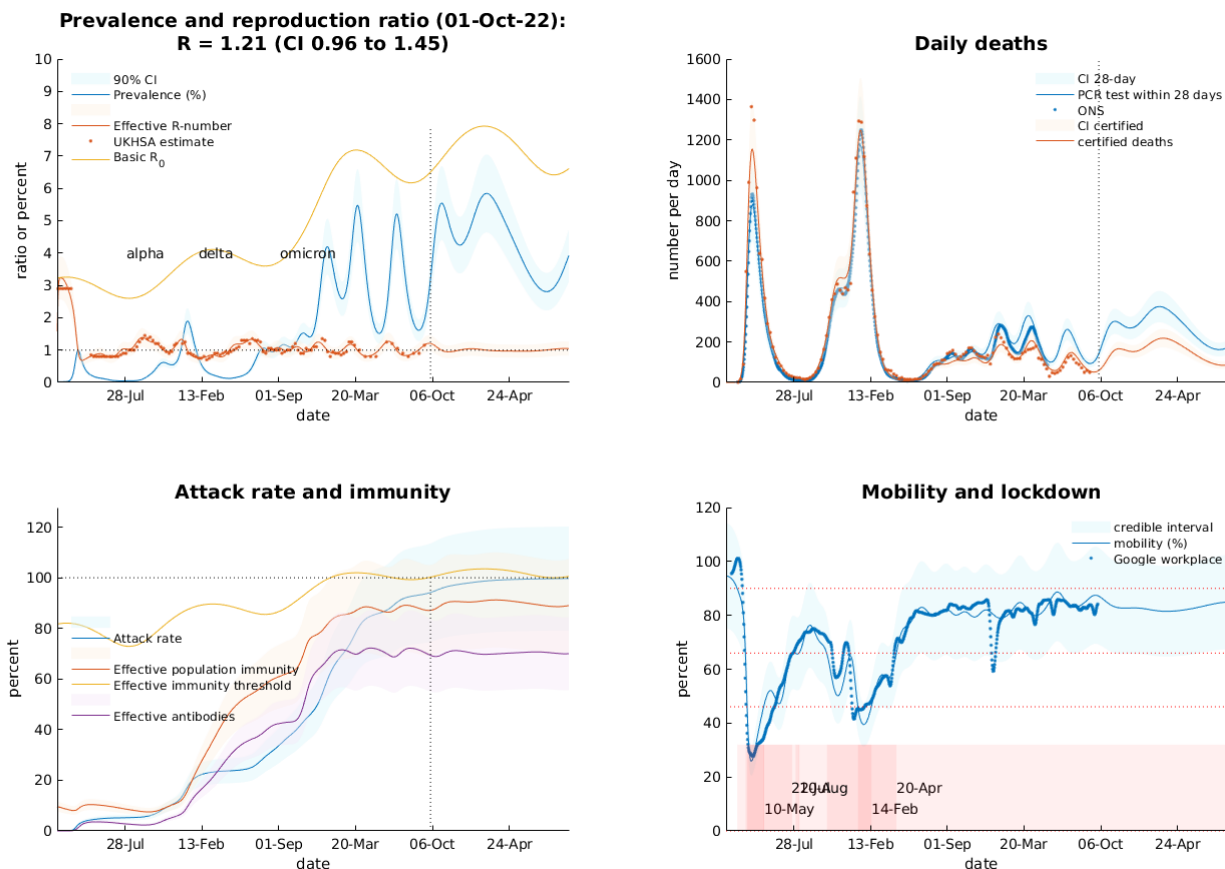 Prevalence and reproduction ratio (01-Oct-22):
R = 1.21 (CI 0.96 to 1.45)
10
9
8
7
6
5
4
3
2
1
0
ratio or percent
90% CI
Prevalence (%)
Effective R-number
UKHSA estimate
Basic R0
alpha
delta
omicron
28-Jul
13-Feb
01-Sep
20-Mar
06-Oct
24-Apr
date
Daily deaths
1600
1400
1200
1000
800
600
400
200
0
number per day
CI 28-day
PCR test within 28 days
ONS
CI certified
certified deaths
28-Jul
13-Feb
01-Sep
20-Mar
06-Oct
24-Apr
date
Attack rate and immunity
120
100
80
60
40
20
0
percent
Attack rate
Effective population immunity
Effective immunity threshold
Effective antibodies
28-Jul
13-Feb
01-Sep
20-Mar
06-Oct
24-Apr
date
Mobility and lockdown
120
100
80
60
40
20
0
percent
credible interval
mobility (%)
Google workplace
20-Apr
10-May
14-Feb
28-Jul
13-Feb
01-Sep
20-Mar
06-Oct
24-Apr
date